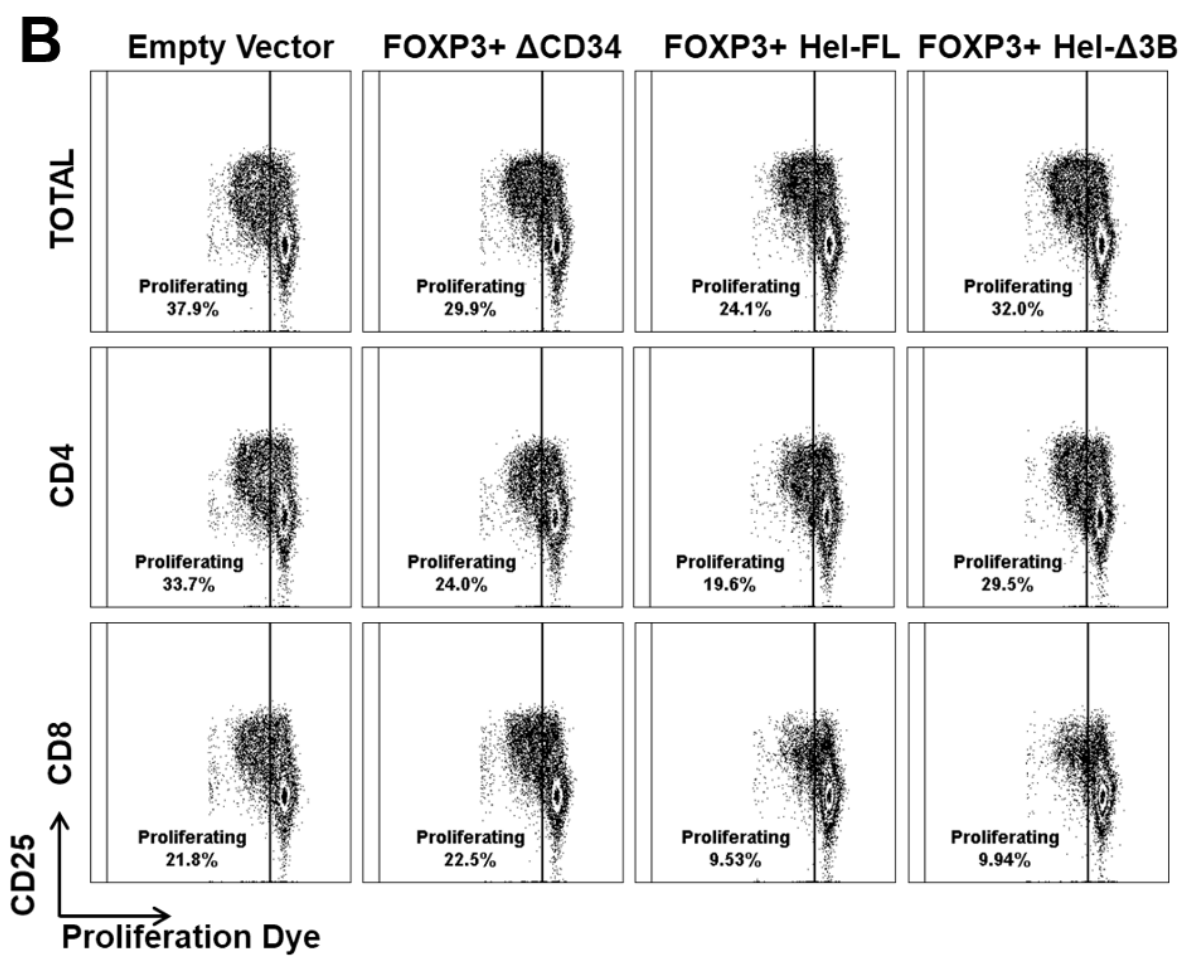 B
Empty Vector FOXP3+ ΔCD34 FOXP3+ Hel-FL FOXP3+ Hel-Δ3B
TOTAL
Proliferating Proliferating Proliferating Proliferating
37.9% 29.9% 24.1% 32.0%
CD4
Proliferating Proliferating Proliferating Proliferating
33.7% 24.0% 19.6% 29.5%
CD8
Proliferating Proliferating Proliferating Proliferating
21.8% 22.5% 9.53% 9.94%
CD25
Proliferation Dye